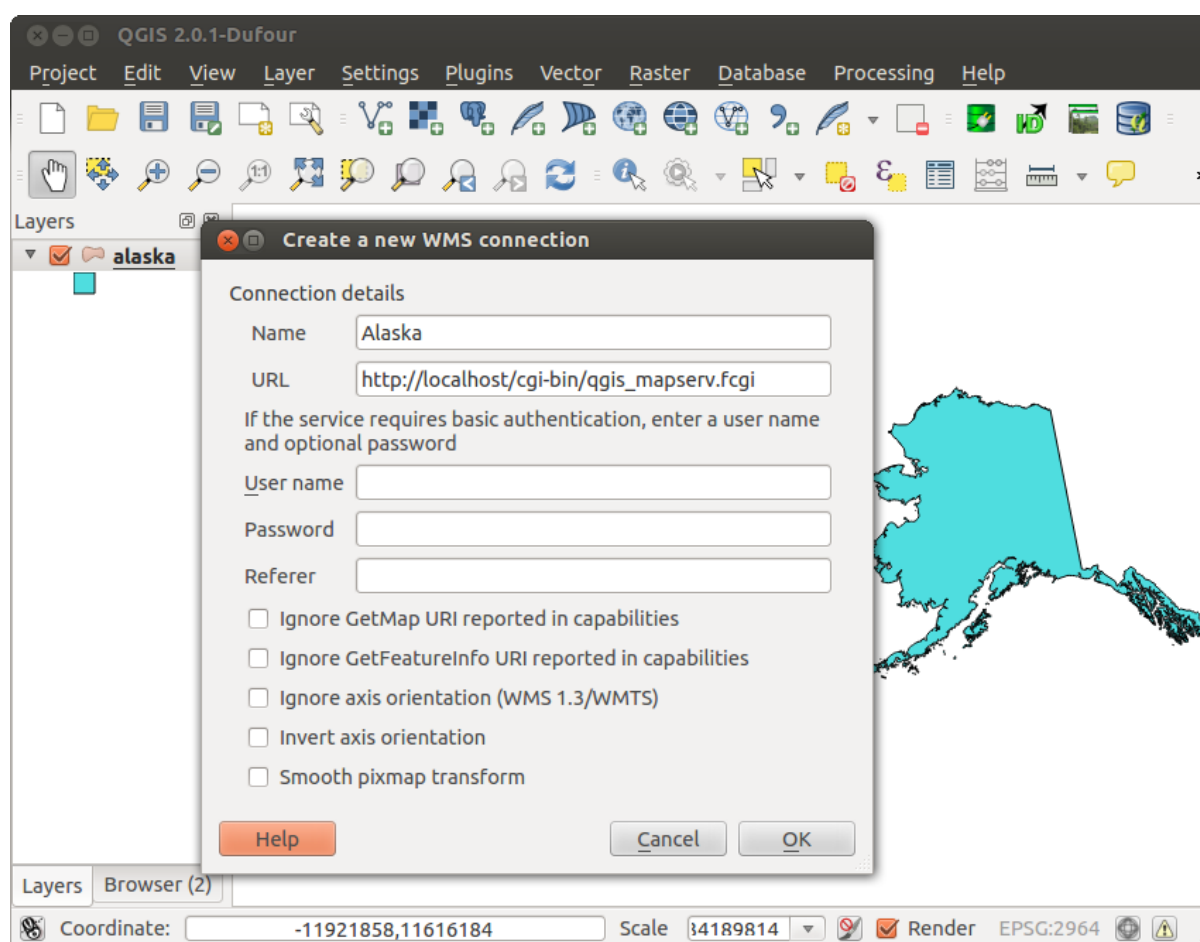 QGIS 2.0.1-Dufour
Project Edit View Layer Settings Plugins Vector Raster Database Processing Help
1:1
Layers
alaska
Create a new WMS connection
Connection details
Name Alaska
URL http://localhost/cgi-bin/qgis_mapserv.fcgi
If the service requires basic authentication, enter a user name
and optional password
User name
Password
Referer
Ignore GetMap URI reported in capabilities
Ignore GetFeatureInfo URI reported in capabilities
Ignore axis orientation (WMS 1.3/WMTS)
Invert axis orientation
Smooth pixmap transform
Help Cancel OK
Layers Browser (2)
Coordinate: -11921858,11616184 Scale 34189814 Render EPSG:2964